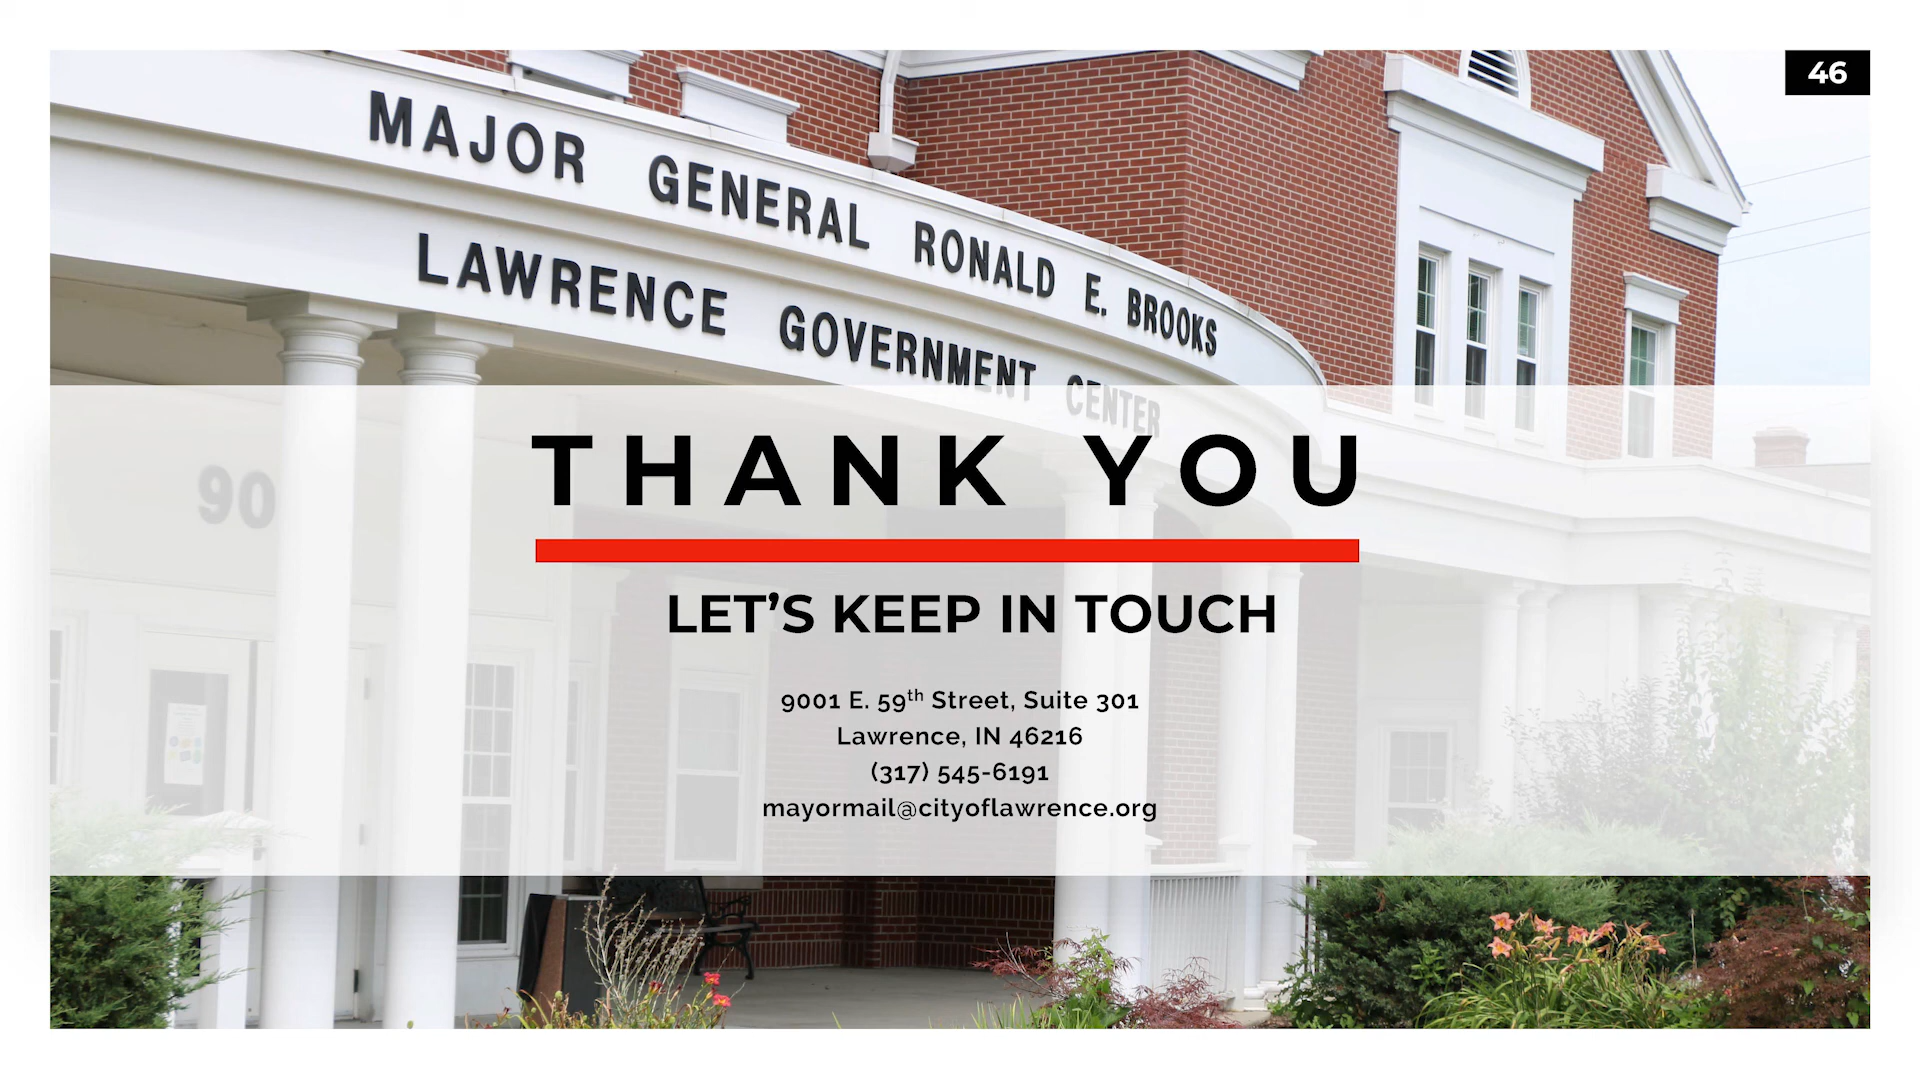 46
MAJOR GENERAL RONALD E. BROOKS
LAWRENCE GOVERNMENT CENTER
90
THANK YOU
LET’S KEEP IN TOUCH
9001 E. 59th Street, Suite 301
Lawrence, IN 46216
(317) 545-6191
mayormail@cityoflawrence.org